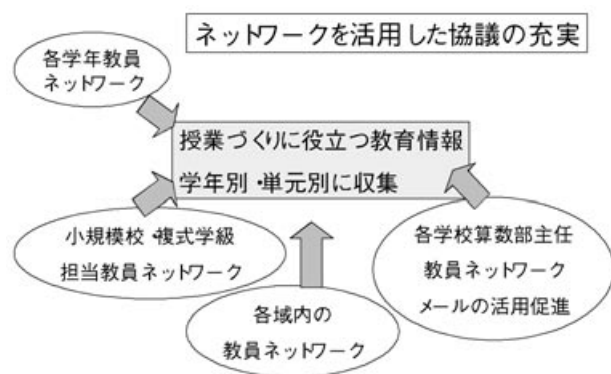 ネットワークを活用した協議の充実
各学年教員
ネットワーク
授業づくりに役立つ教育情報
学年別・単元別に収集
小規模校・複式学級
担当教員ネットワーク
各域内の
教員ネットワーク
各学校算数部主任
教員ネットワーク
メールの活用促進